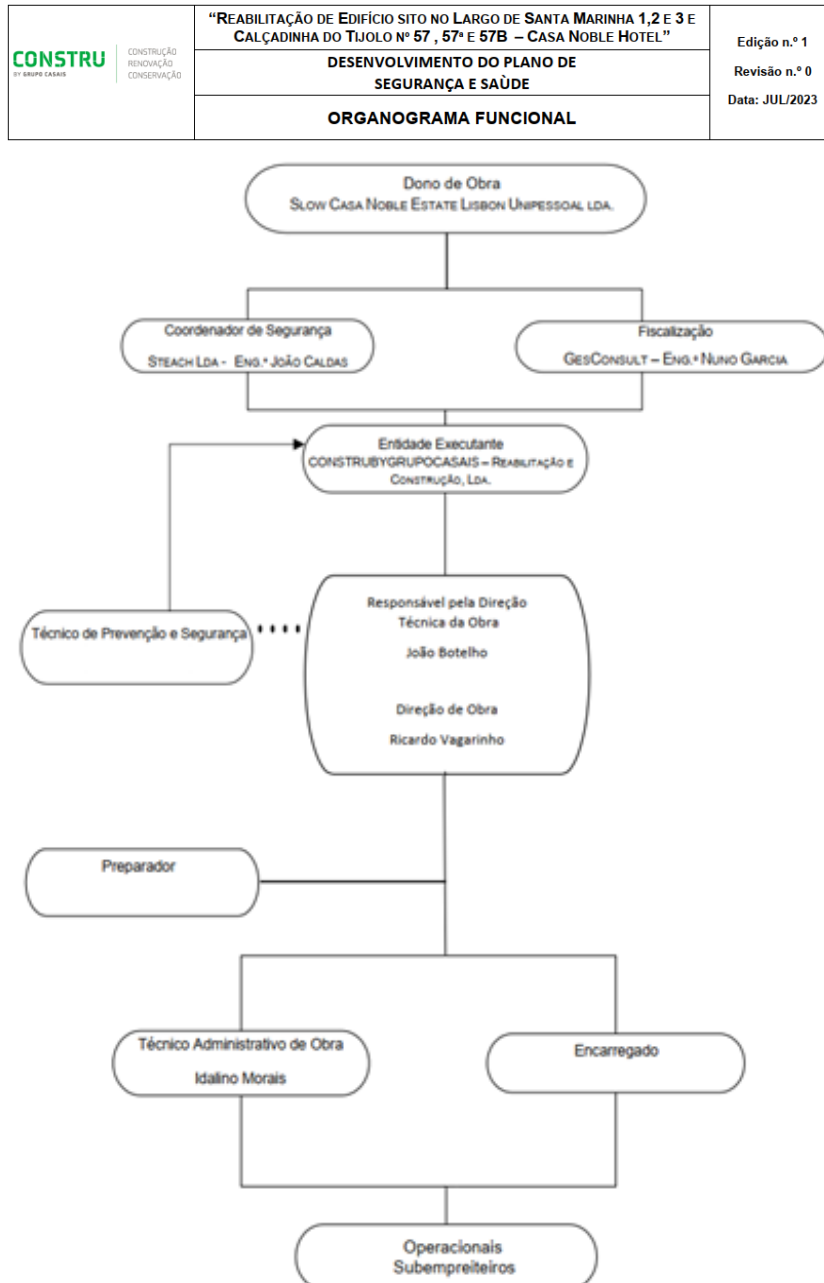 CONSTRU
BY GRUPO CASAIS
CONSTRUÇÃO
RENOVAÇÃO
CONSERVAÇÃO
“REABILITAÇÃO DE EDIFÍCIO SITO NO LARGO DE SANTA MARINHA 1,2 E 3 E
CALÇADINHA DO TIJOLO Nº 57 , 57ª E 57B – CASA NOBLE HOTEL”
DESENVOLVIMENTO DO PLANO DE
SEGURANÇA E SAÙDE
ORGANOGRAMA FUNCIONAL
Edição n.º 1
Revisão n.º 0
Data: JUL/2023
Dono de Obra
SLOW CASA NOBLE ESTATE LISBON UNIPESSOAL LDA.
Coordenador de Segurança
STEACH LDA - ENG.º JOÃO CALDAS
Fiscalização
GESCONSULT – ENG.º NUNO GARCIA
Entidade Executante
CONSTRUBYGRUPOCASAIS – REABILITAÇÃO E
CONSTRUÇÃO, LDA.
Responsável pela Direção
Técnica da Obra
João Botelho
Direção de Obra
Ricardo Vagarinho
Técnico de Prevenção e Segurança
Preparador
Técnico Administrativo de Obra
Idalino Morais
Encarregado
Operacionais
Subempreiteiros